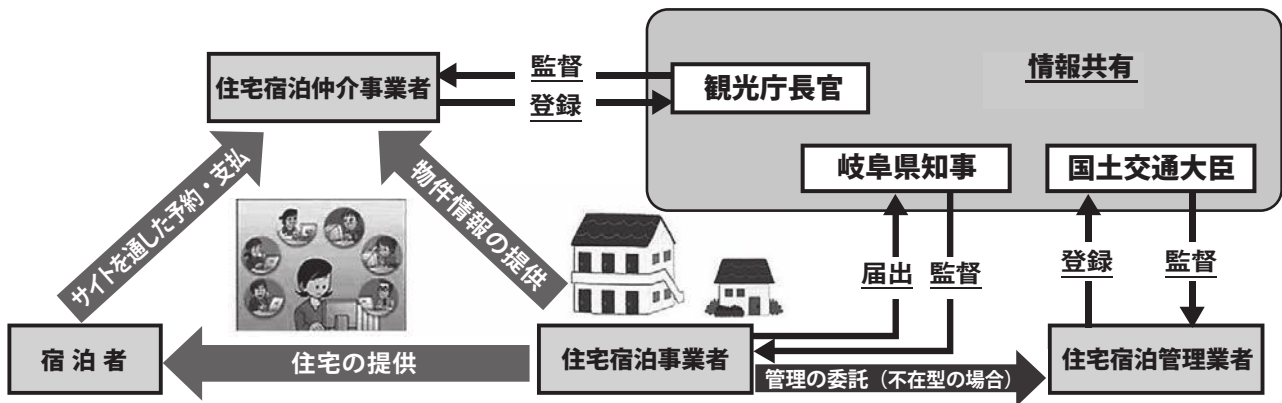 監督
情報共有
住宅宿泊仲介事業者
観光庁長官
登録
岐阜県知事
国土交通大臣
サイトを通した予約・支払
物件情報の提供
届出
監督
登録
監督
宿泊者
住宅の提供
住宅宿泊事業者
管理の委託（不在型の場合）
住宅宿泊管理業者